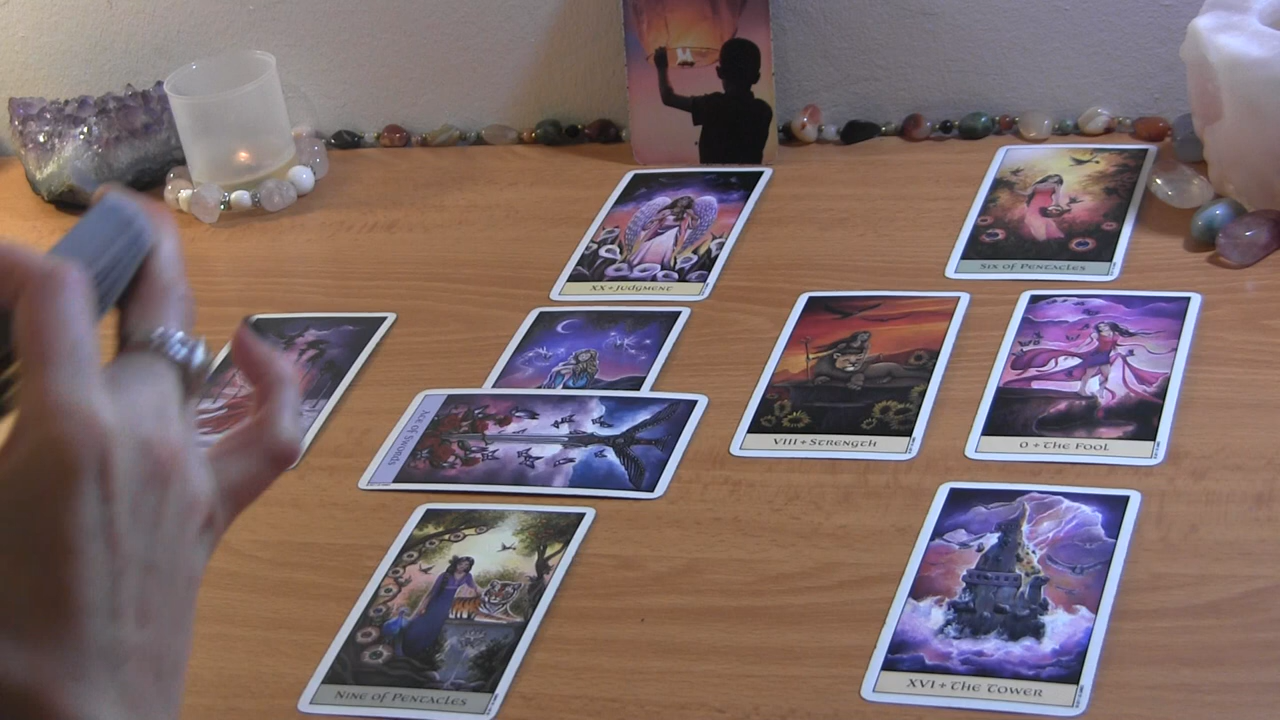 XX + Judgment
Six of Pentacles
Ace of Swords
VIII + Strength
0 + The Fool
Nine of Pentacles
XVI + The Tower